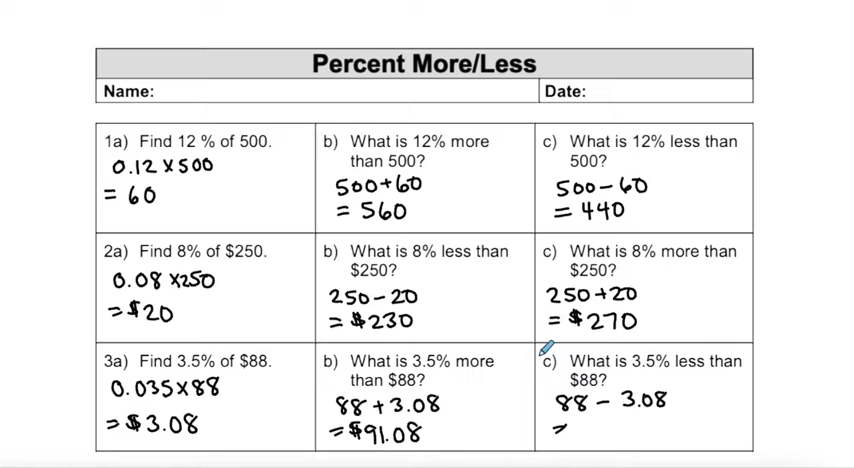 Percent More/Less
Name: Date:
1a) Find 12 % of 500.
0.12 x 500
= 60
b) What is 12% more
than 500?
500 + 60
= 560
c) What is 12% less than
500?
500 - 60
= 440
2a) Find 8% of $250.
0.08 x 250
= $20
b) What is 8% less than
$250?
250 - 20
= $230
c) What is 8% more than
$250?
250 + 20
= $270
3a) Find 3.5% of $88.
0.035 x 88
= $3.08
b) What is 3.5% more
than $88?
88 + 3.08
= $91.08
c) What is 3.5% less than
$88?
88 - 3.08
=